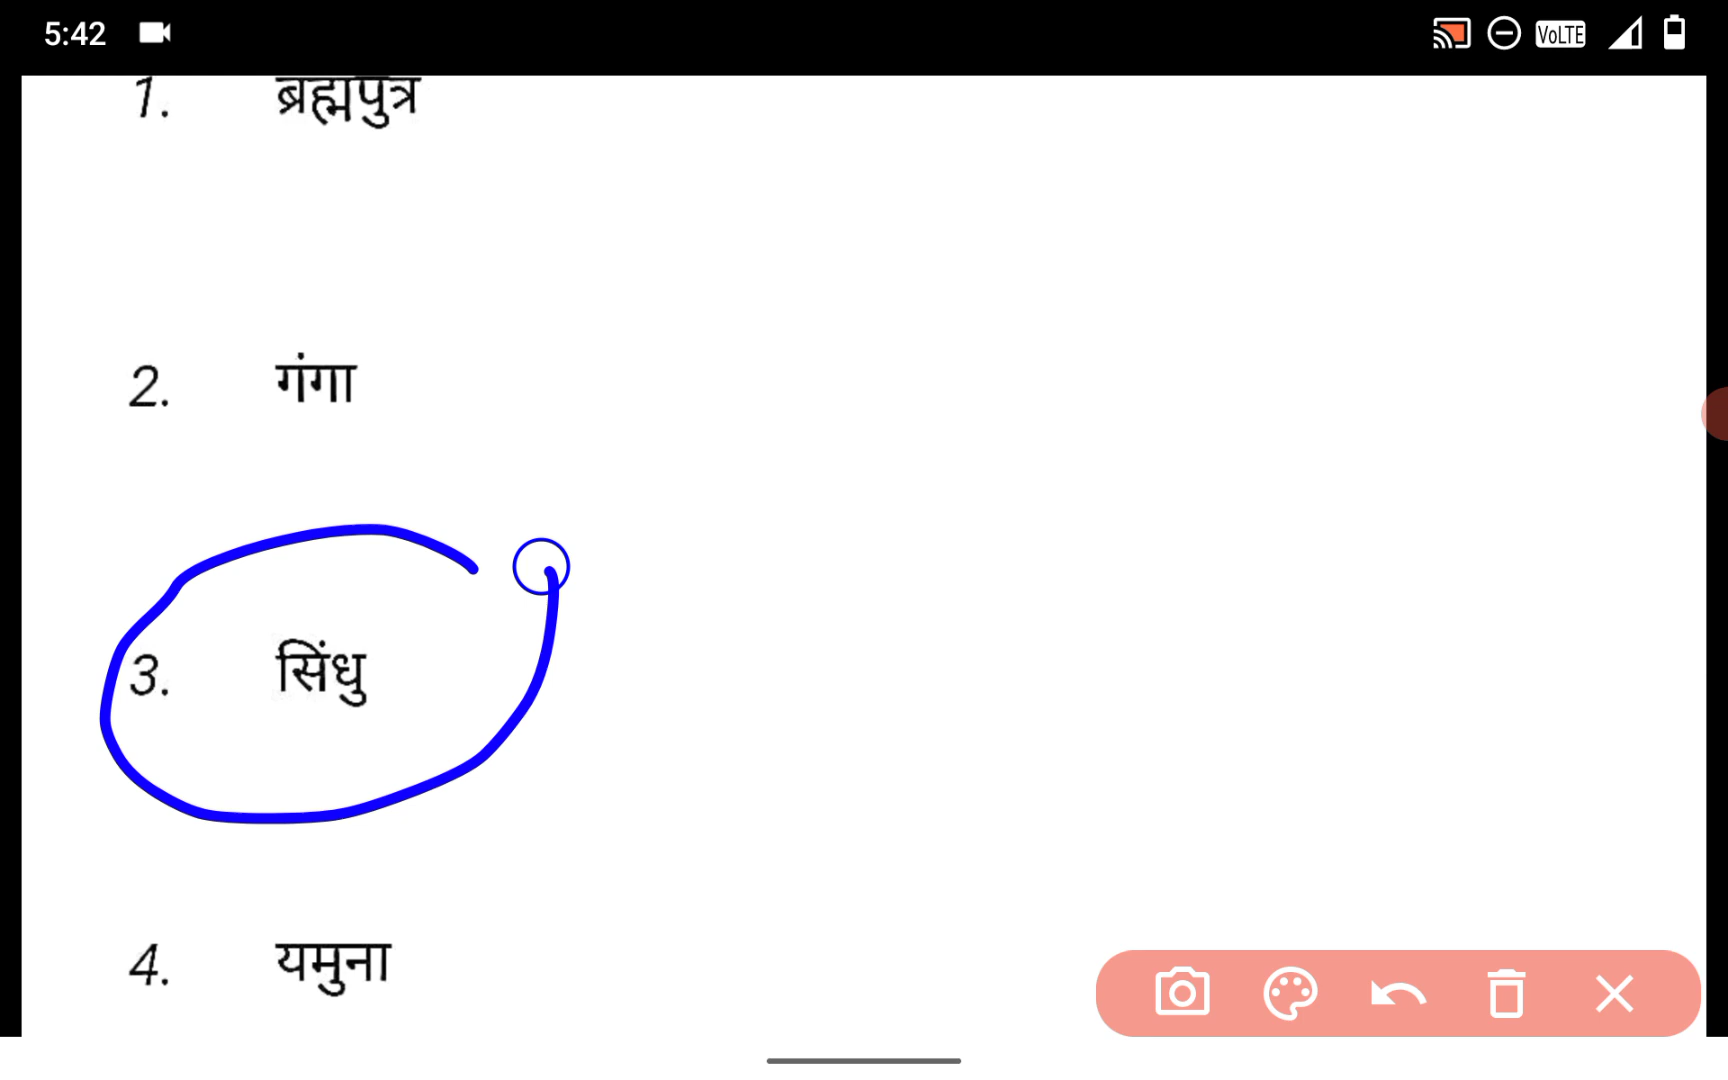 5:42
VoLTE
1. ब्रह्मपुत्र
2. गंगा
3. सिंधु
4. यमुना